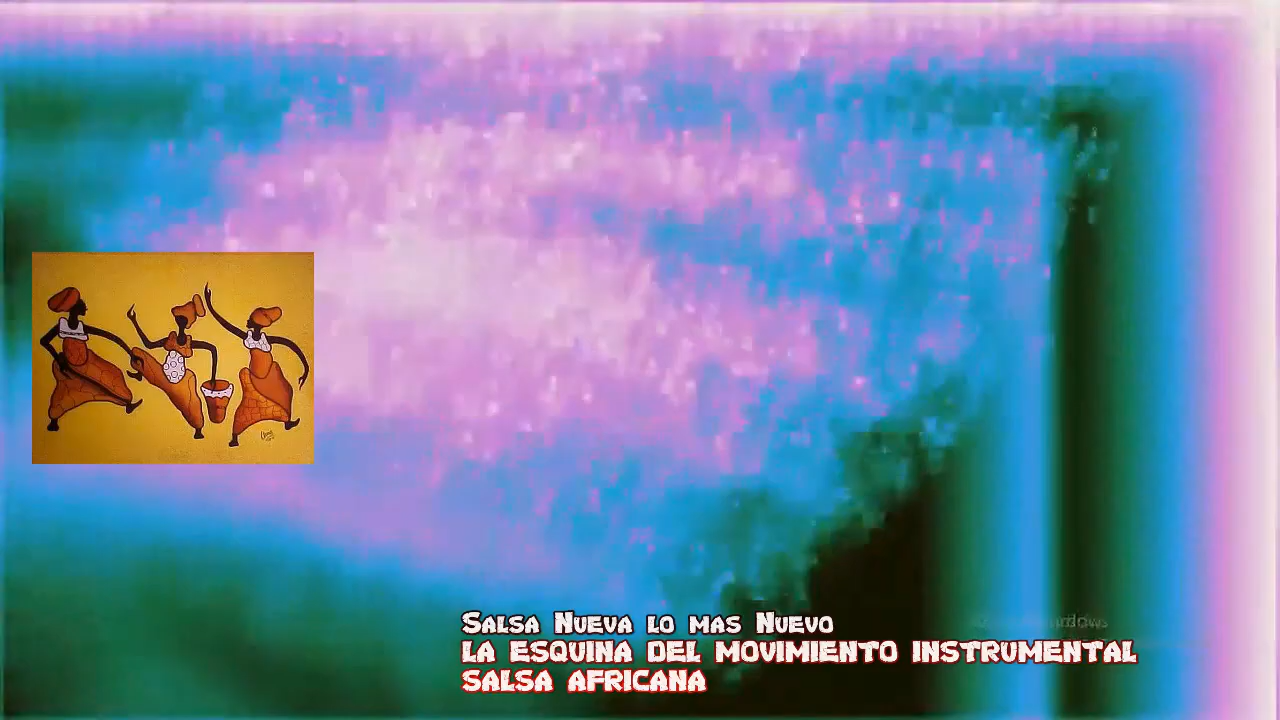 Salsa Nueva lo mas Nuevo
LA ESQUINA DEL MOVIMIENTO INSTRUMENTAL
SALSA AFRICANA